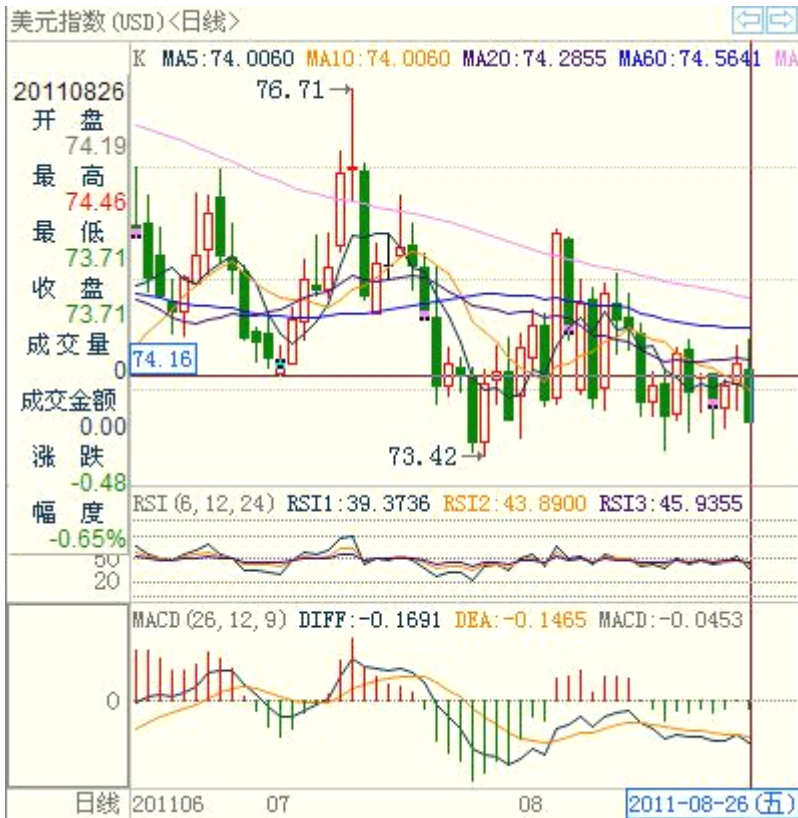 美元指数(USD)<日线>
K MA5:74.0060 MA10:74.0060 MA20:74.2855 MA60:74.5641 MA
20110826
开 盘
74.19
最 高
74.46
最 低
73.71
收 盘
73.71
成交量
0
成交金额
0.00
涨 跌
-0.48
幅 度
-0.65%
76.71
74.16
73.42
RSI(6,12,24) RSI1:39.3736 RSI2:43.8900 RSI3:45.9355
50
20
MACD(26,12,9) DIFF:-0.1691 DEA:-0.1465 MACD:-0.0453
0
日线 201106 07 08 2011-08-26(五)